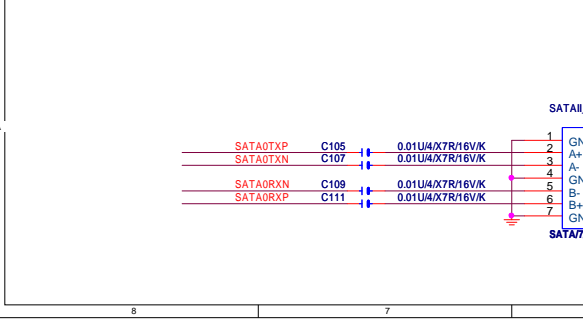 SATAII
SATA0TXP C105 0.01U/4/X7R/16V/K 1 GN
SATA0TXN C107 0.01U/4/X7R/16V/K 2 A+
3 A-
4 GN
SATA0RXN C109 0.01U/4/X7R/16V/K 5 B-
SATA0RXP C111 0.01U/4/X7R/16V/K 6 B+
7 GN
SATA/7
8 7